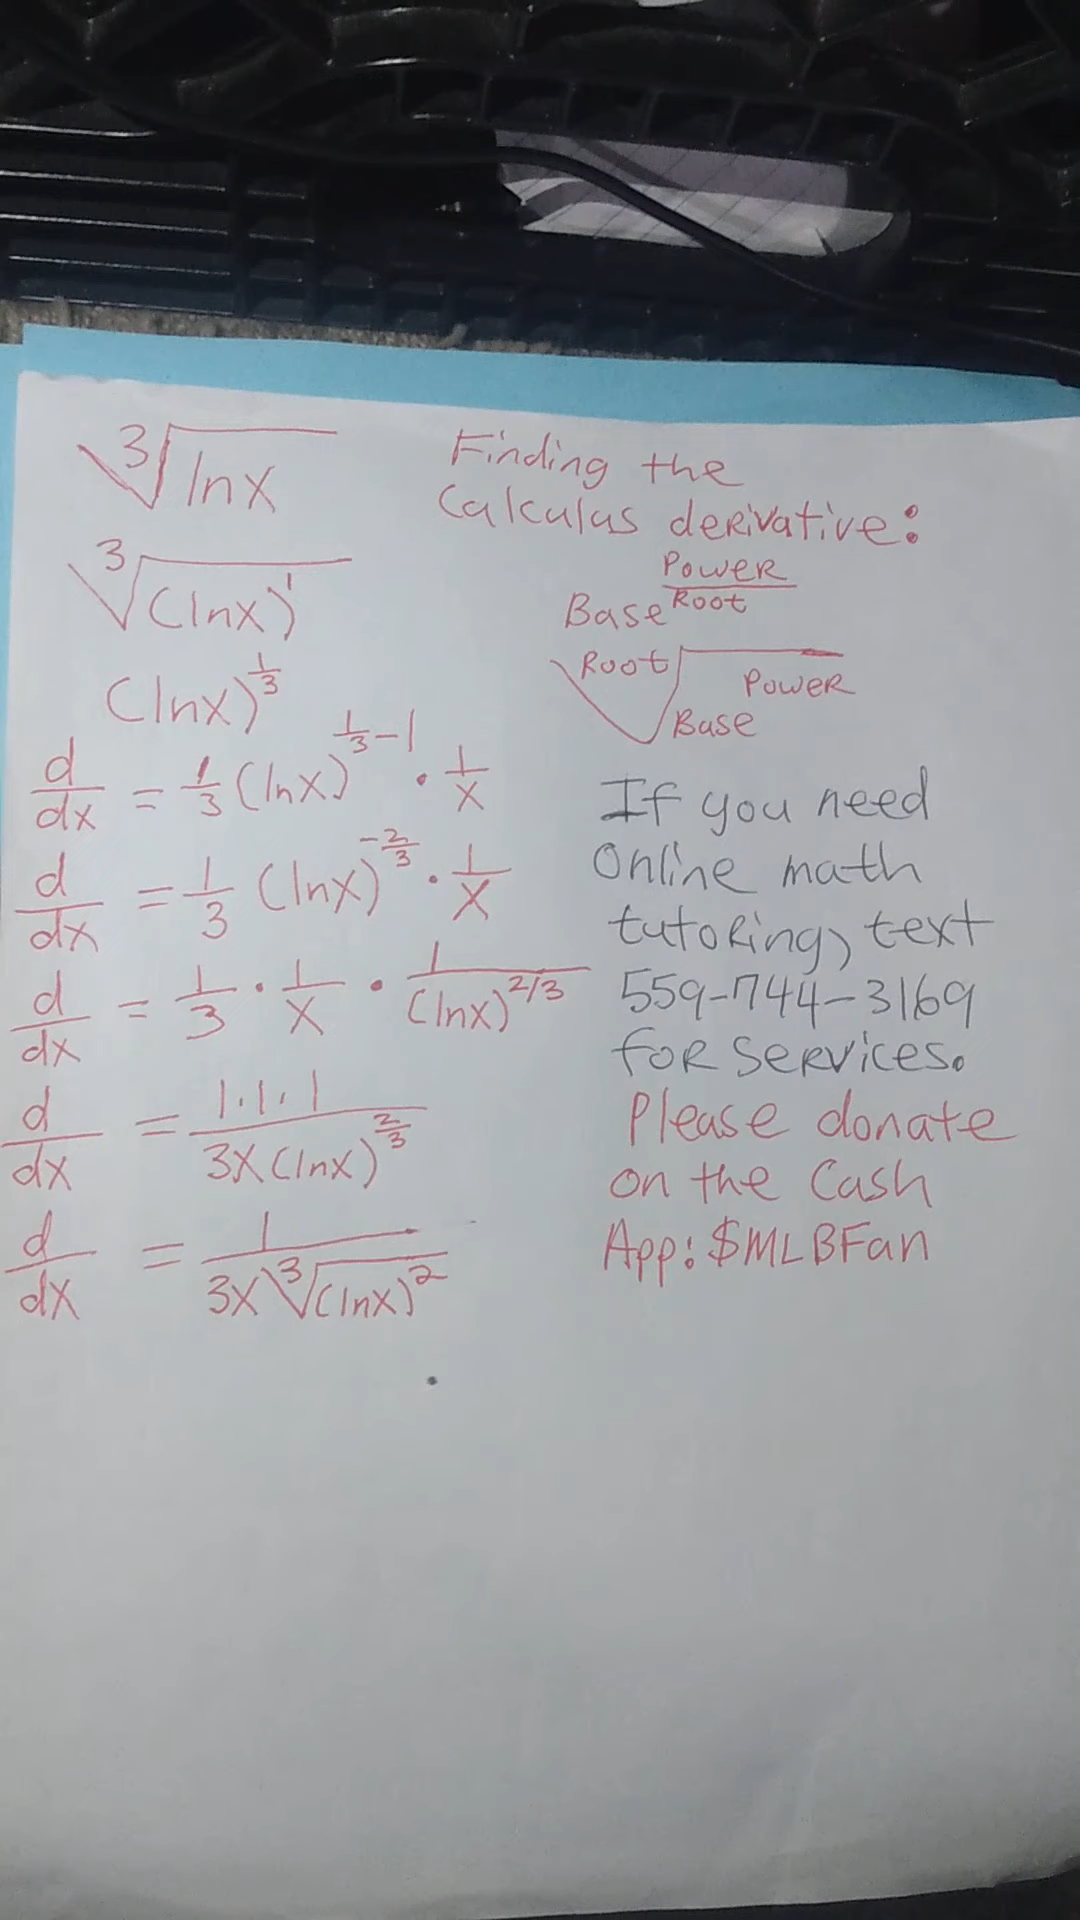 ∛lnx
∛(lnx)¹
(lnx)^(1/3)
d/dx = 1/3 (lnx)^(1/3 - 1) · 1/x
d/dx = 1/3 (lnx)^(-2/3) · 1/x
d/dx = 1/3 · 1/x · 1/(lnx)^(2/3)
d/dx = 1·1·1/3x(lnx)^(2/3)
d/dx = 1/3x∛(lnx)²
Finding the
Calculus derivative:
Power
Base Root
Root Power
Base
If you need
Online math
tutoring, text
559-744-3169
for services.
Please donate
on the Cash
App: $MLBFan